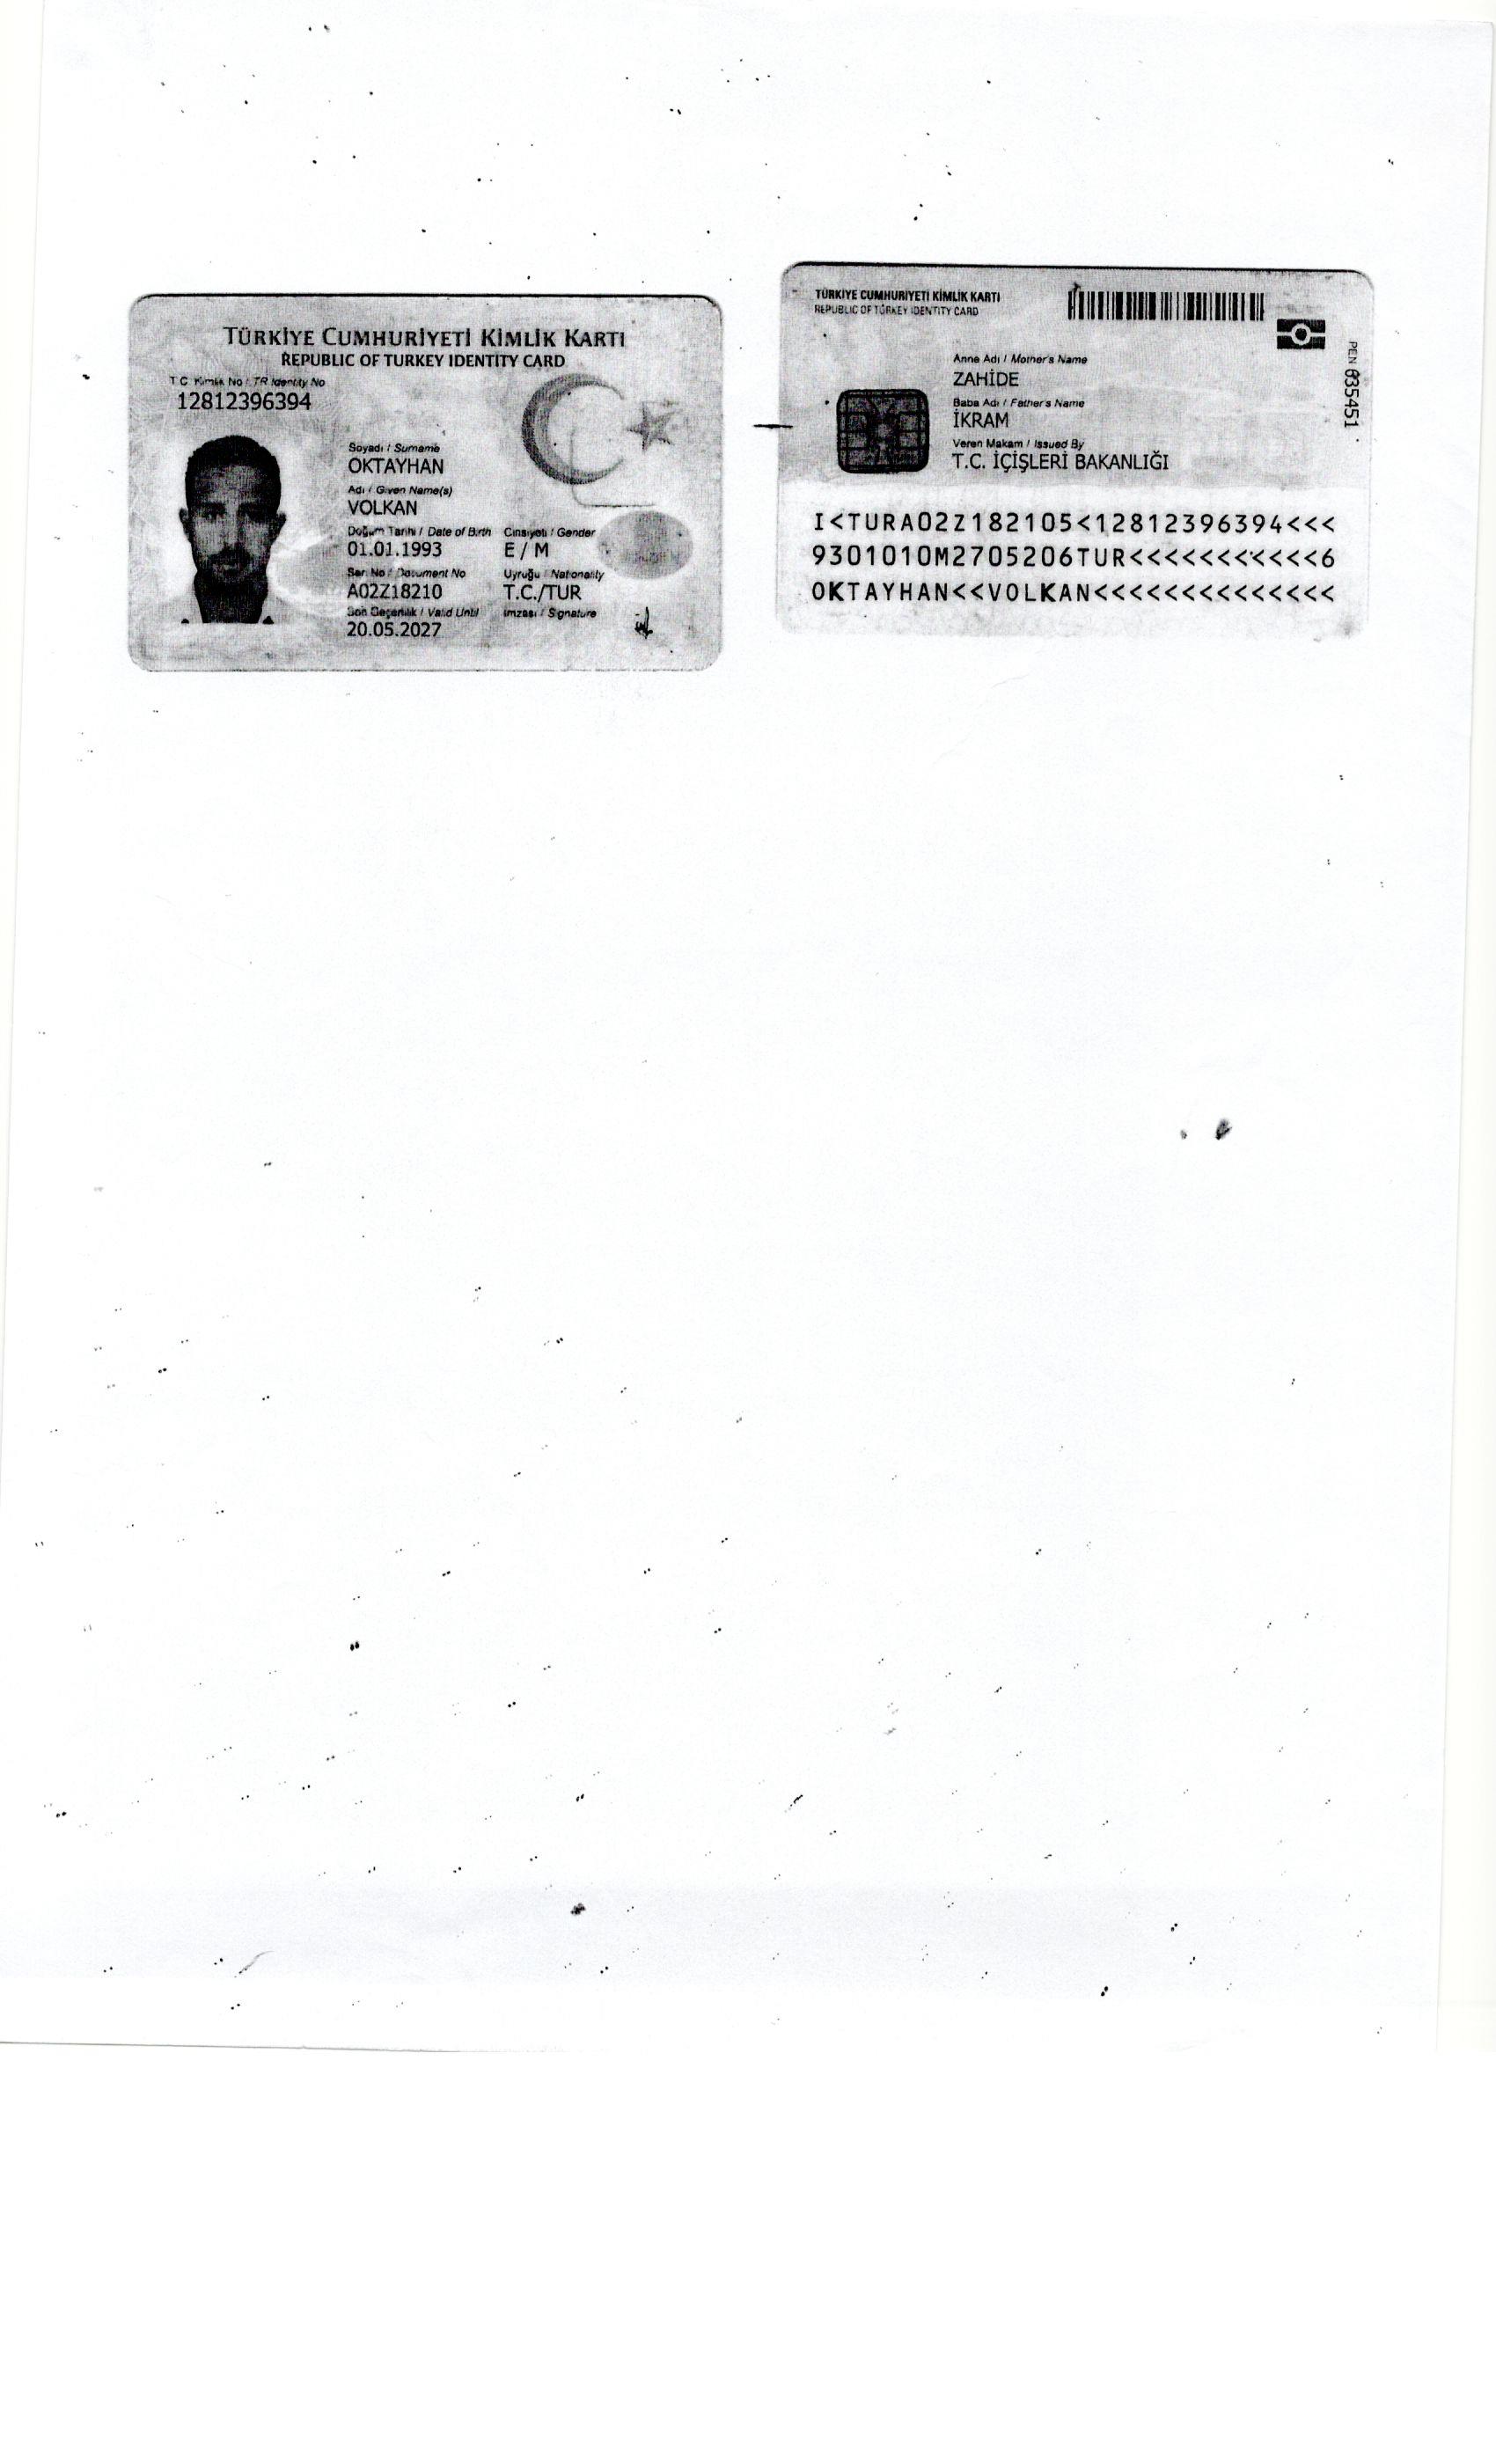 TÜRKİYE CUMHURİYETİ KİMLİK KARTI
REPUBLIC OF TURKEY IDENTITY CARD
T.C. Kimlik No / TR Identity No
12812396394
Soyadı / Surname
OKTAYHAN
Adı / Given Name(s)
VOLKAN
Doğum Tarihi / Date of Birth Cinsiyeti / Gender
01.01.1993 E / M
Seri No / Document No Uyruğu / Nationality
A02Z18210 T.C./TUR
Son Geçerlilik / Valid Until İmzası / Signature
20.05.2027
TÜRKİYE CUMHURİYETİ KİMLİK KARTI
REPUBLIC OF TURKEY IDENTITY CARD
Anne Adı / Mother's Name
ZAHİDE
Baba Adı / Father's Name
İKRAM
Veren Makam / Issued By
T.C. İÇİŞLERİ BAKANLIĞI
PEN 035451
I<TURA02Z182105<12812396394<<<
9301010M2705206TUR<<<<<<<<<<<6
OKTAYHAN<<VOLKAN<<<<<<<<<<<<<<